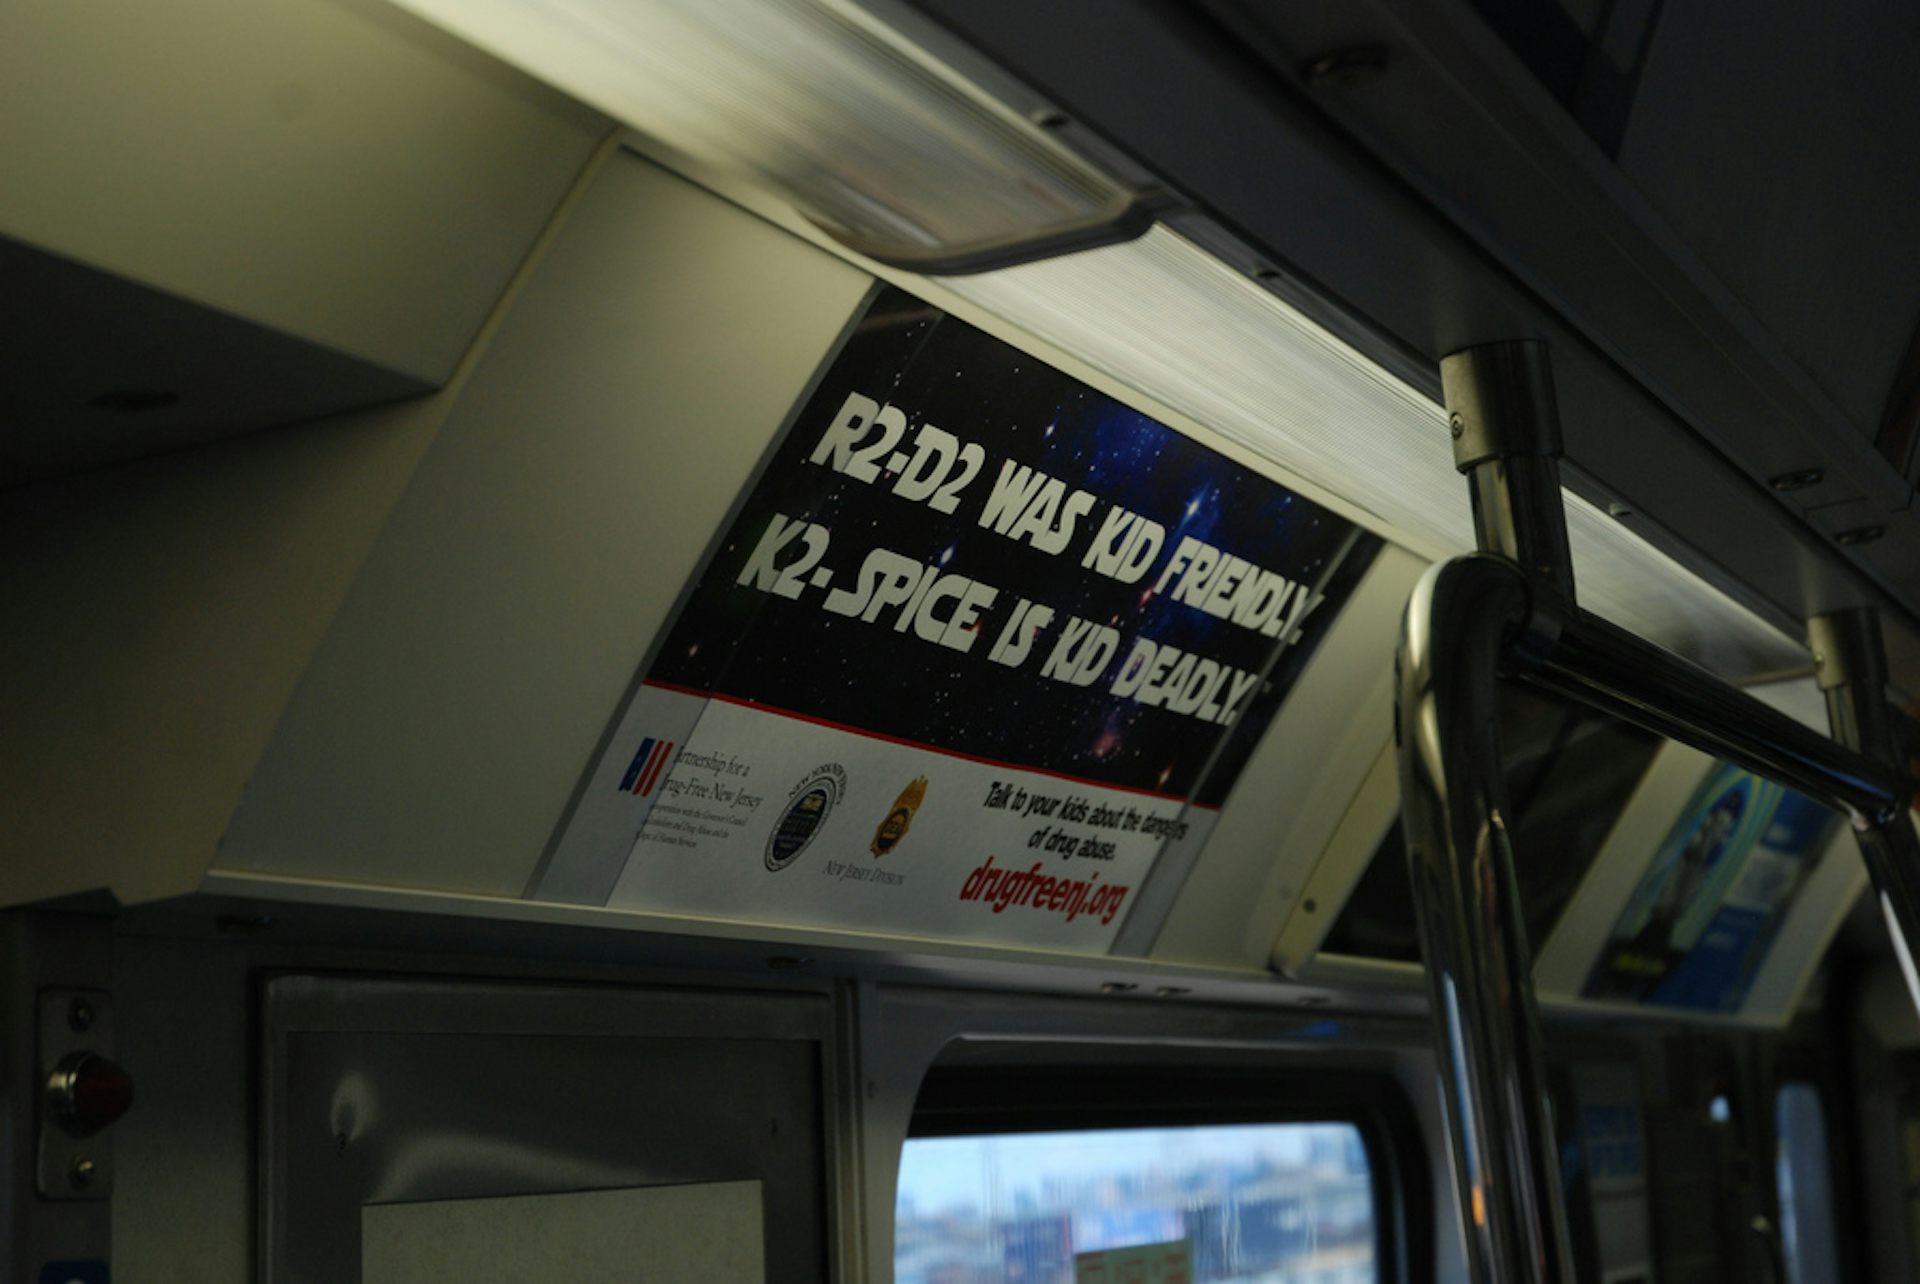 R2-D2 WAS KID FRIENDLY.
K2-SPICE IS KID DEADLY.
Partnership for a
Drug-Free New Jersey
NEW JERSEY DIVISION
Talk to your kids about the dangers
of drug abuse.
drugfreenj.org